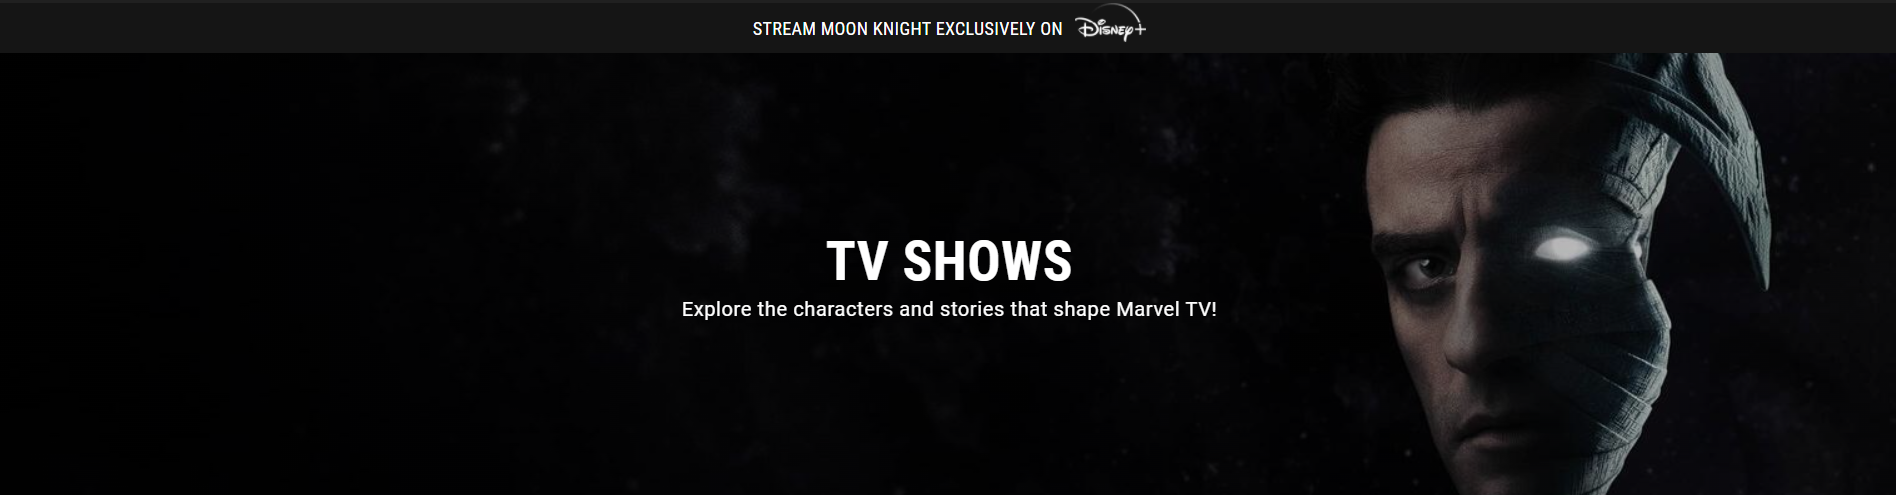 STREAM MOON KNIGHT EXCLUSIVELY ON Disney+
TV SHOWS
Explore the characters and stories that shape Marvel TV!